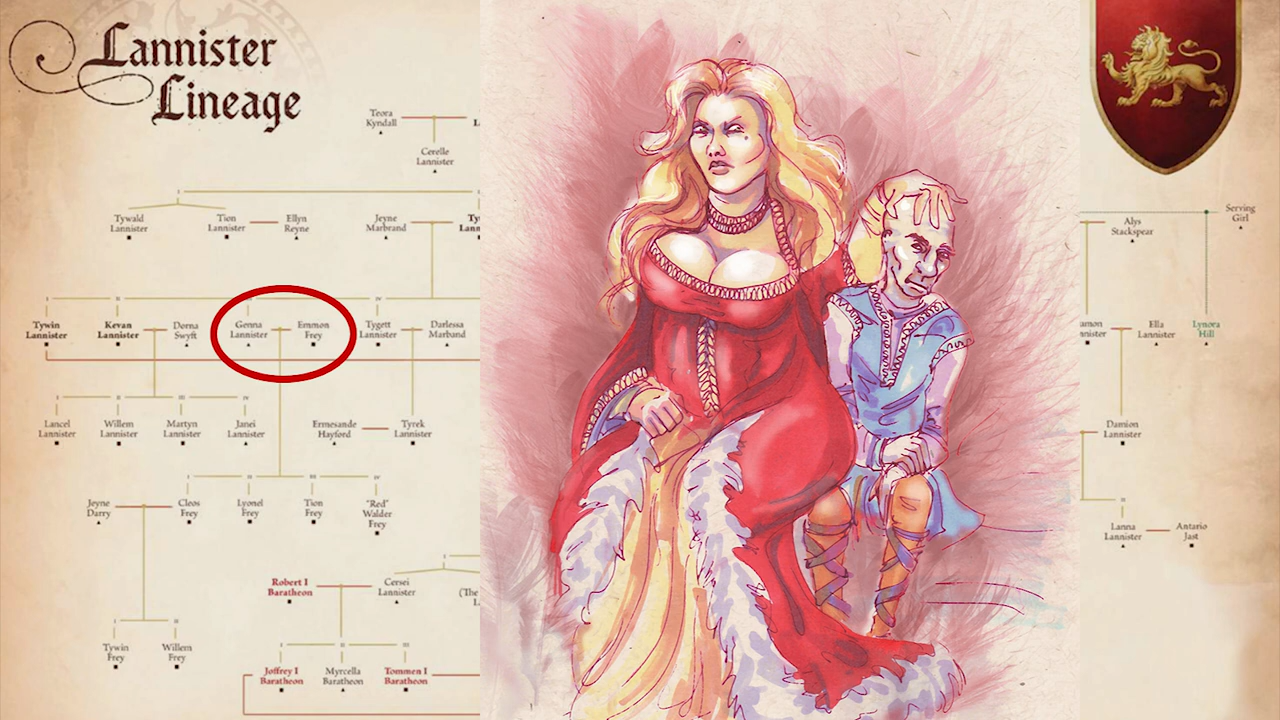 Lannister
Lineage
Teora
Kyndall
Cerelle
Lannister
Tywald
Lannister
Tion
Lannister
Ellyn
Reyne
Jeyne
Marbrand
Alys
Stackspear
Serving
Girl
Tywin
Lannister
Kevan
Lannister
Dorna
Swyft
Genna
Lannister
Emmon
Frey
Tygett
Lannister
Darlessa
Marband
Ella
Lannister
Lynora
Hill
Lancel
Lannister
Willem
Lannister
Martyn
Lannister
Janei
Lannister
Ermesande
Hayford
Tyrek
Lannister
Damion
Lannister
Jeyne
Darry
Cleos
Frey
Lyonel
Frey
Tion
Frey
"Red"
Walder
Frey
Lanna
Lannister
Antario
Jast
Robert I
Baratheon
Cersei
Lannister
(The
Tywin
Frey
Willem
Frey
Joffrey I
Baratheon
Myrcella
Baratheon
Tommen I
Baratheon